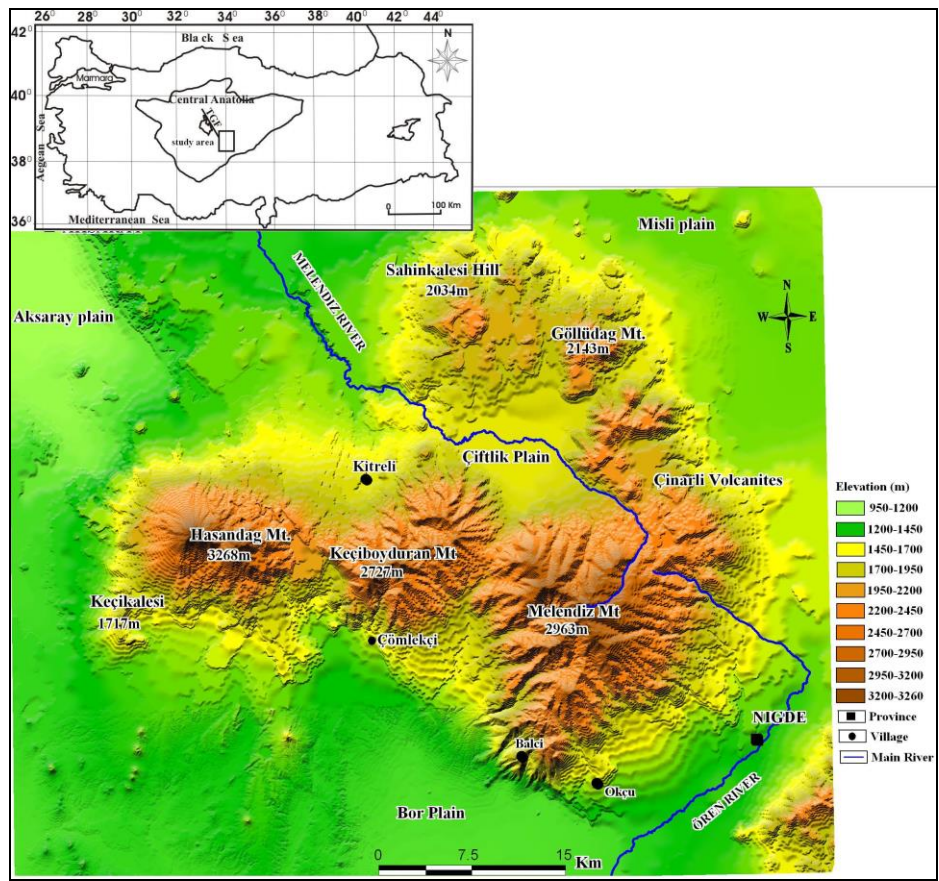 26⁰ 28⁰ 30⁰ 32⁰ 34⁰ 36⁰ 38⁰ 40⁰ 42⁰ 44⁰
42⁰
Bla ck S ea
N
Marmara
40⁰
Central Anatolia
TGF
study area
Aegean Sea
38⁰
36⁰
Mediterranean Sea
0 100 Km
Misli plain
MELENDIZ RIVER
Sahinkalesi Hill
2034m
Aksaray plain
N
W E
S
Göllüdag Mt.
2143m
Çiftlik Plain
Kitreli
Çinarli Volcanites
Hasandag Mt.
3268m
Keçiboyduran Mt
2727m
Keçikalesi
1717m
Melendiz Mt
2963m
Çömlekçi
NIGDE
Balci
Okçu
ÖREN RIVER
Bor Plain
0 7.5 15
Km
Elevation (m)
950-1200
1200-1450
1450-1700
1700-1950
1950-2200
2200-2450
2450-2700
2700-2950
2950-3200
3200-3260
Province
Village
Main River